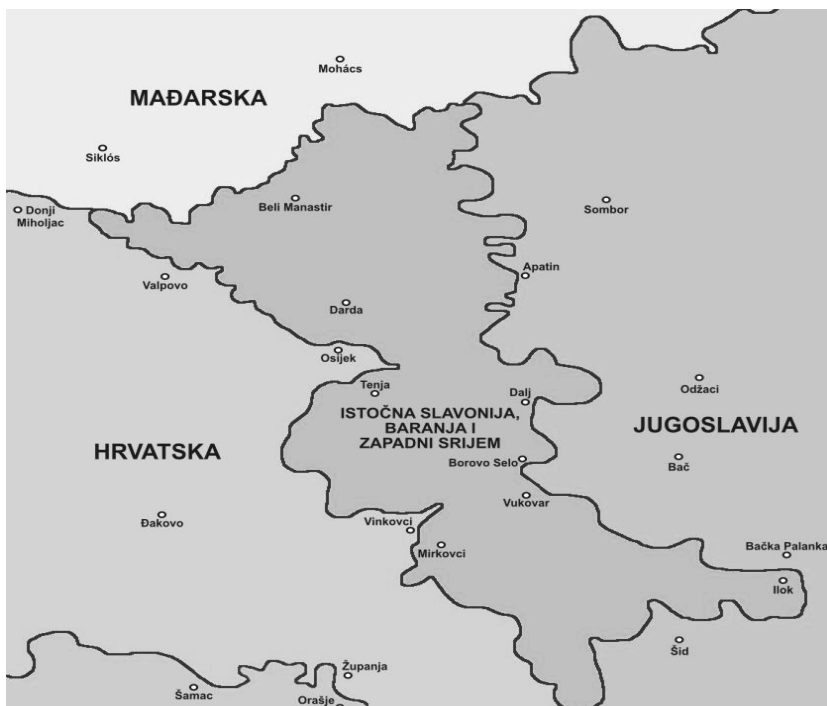 Mohács
MAĐARSKA
Siklós
Beli Manastir
Sombor
Donji
Miholjac
Apatin
Valpovo
Darda
Osijek
Tenja
Odžaci
Dalj
ISTOČNA SLAVONIJA,
BARANJA I
ZAPADNI SRIJEM
JUGOSLAVIJA
HRVATSKA
Borovo Selo
Bač
Vukovar
Đakovo
Vinkovci
Mirkovci
Bačka Palanka
Ilok
Šid
Županja
Šamac
Orašje